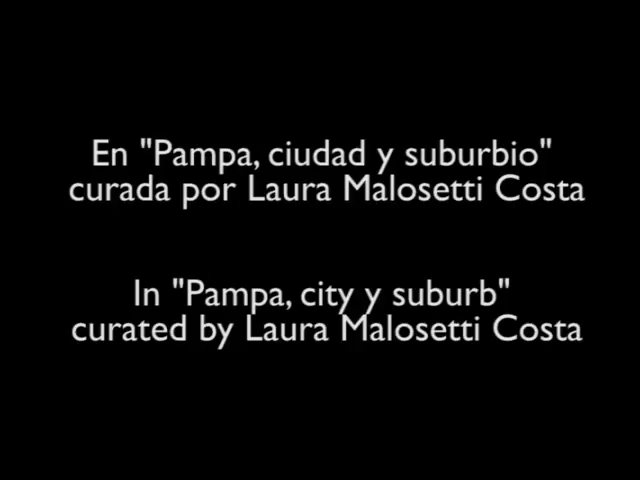 En "Pampa, ciudad y suburbio"
curada por Laura Malosetti Costa
In "Pampa, city y suburb"
curated by Laura Malosetti Costa